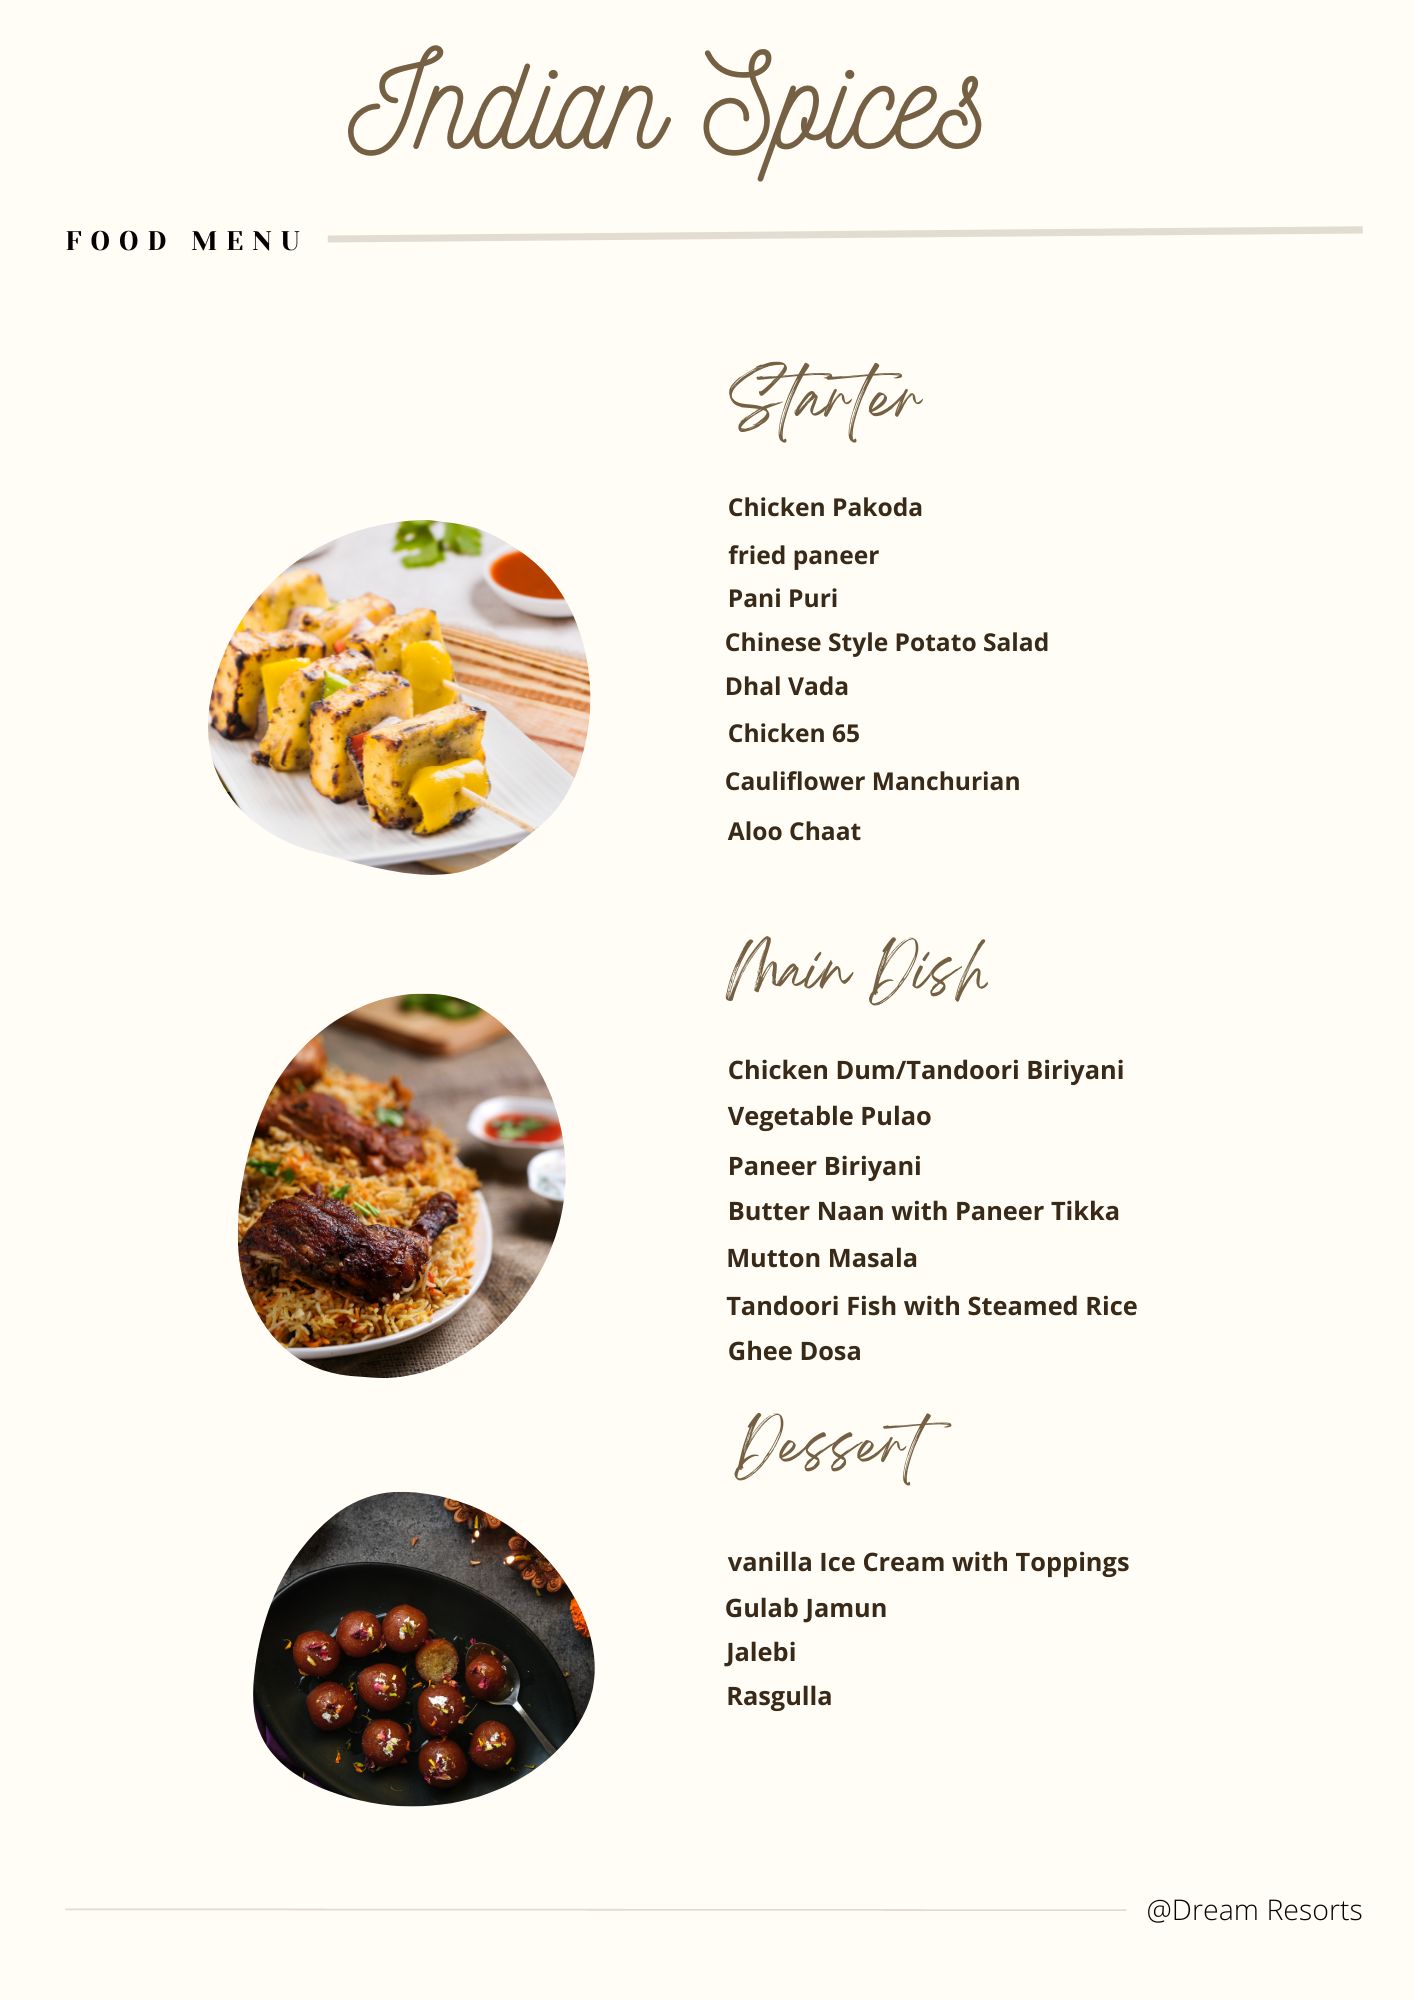 Indian Spices
FOOD MENU
Starter
Chicken Pakoda
fried paneer
Pani Puri
Chinese Style Potato Salad
Dhal Vada
Chicken 65
Cauliflower Manchurian
Aloo Chaat
Main Dish
Chicken Dum/Tandoori Biriyani
Vegetable Pulao
Paneer Biriyani
Butter Naan with Paneer Tikka
Mutton Masala
Tandoori Fish with Steamed Rice
Ghee Dosa
Dessert
vanilla Ice Cream with Toppings
Gulab Jamun
Jalebi
Rasgulla
@Dream Resorts